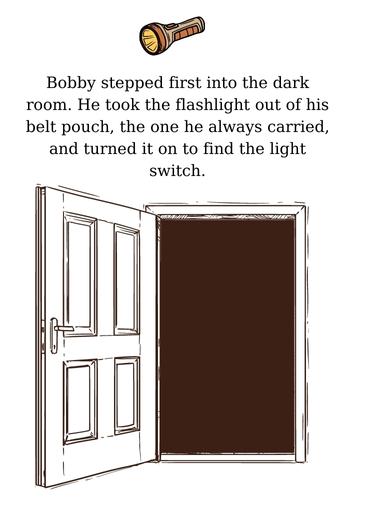 Bobby stepped first into the dark
room. He took the flashlight out of his
belt pouch, the one he always carried,
and turned it on to find the light
switch.